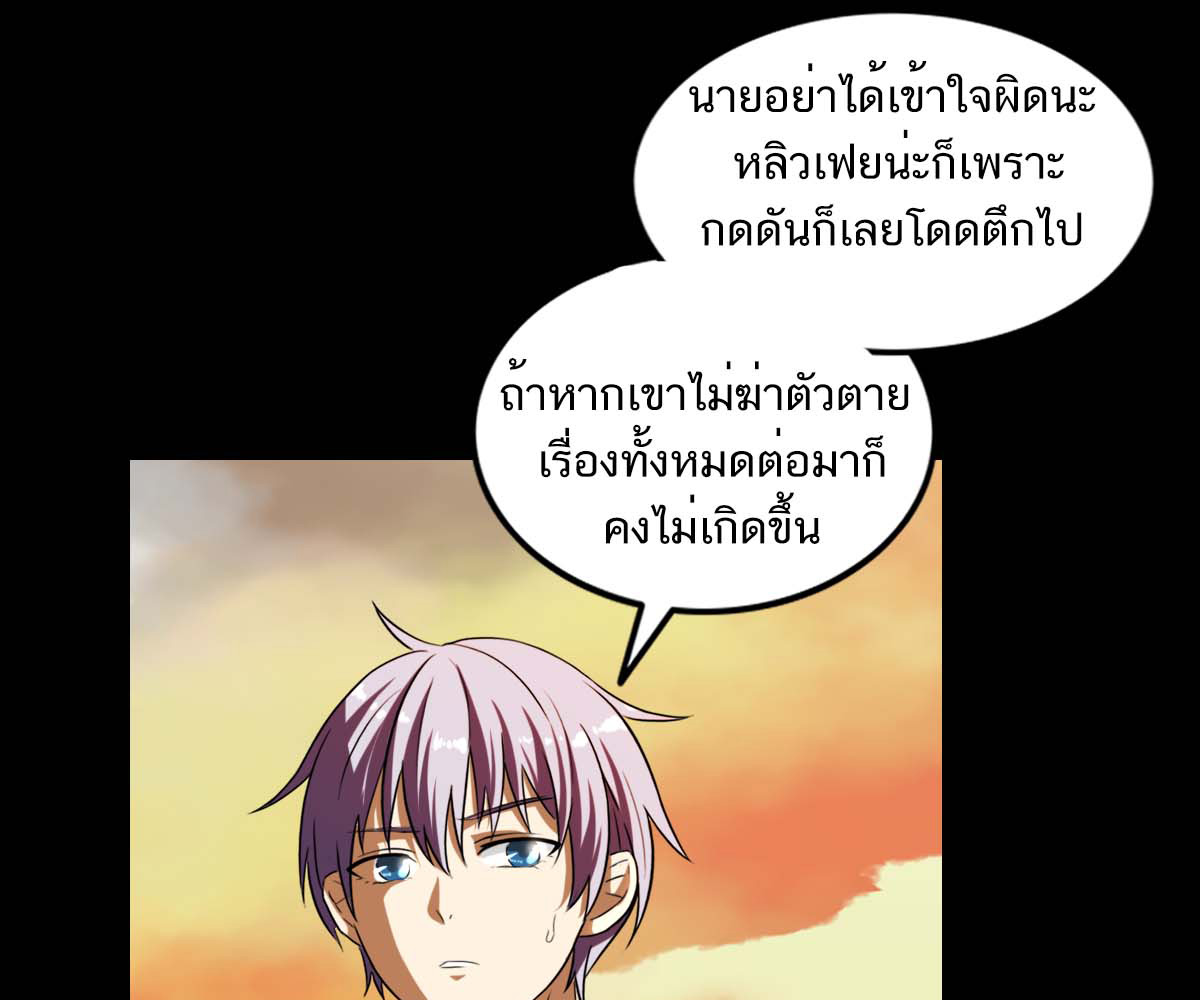 นายอย่าได้เข้าใจผิดนะ
หลิวเฟยน่ะก็เพราะ
กดดันก็เลยโดดตึกไป
ถ้าหากเขาไม่ฆ่าตัวตาย
เรื่องทั้งหมดต่อมาก็
คงไม่เกิดขึ้น